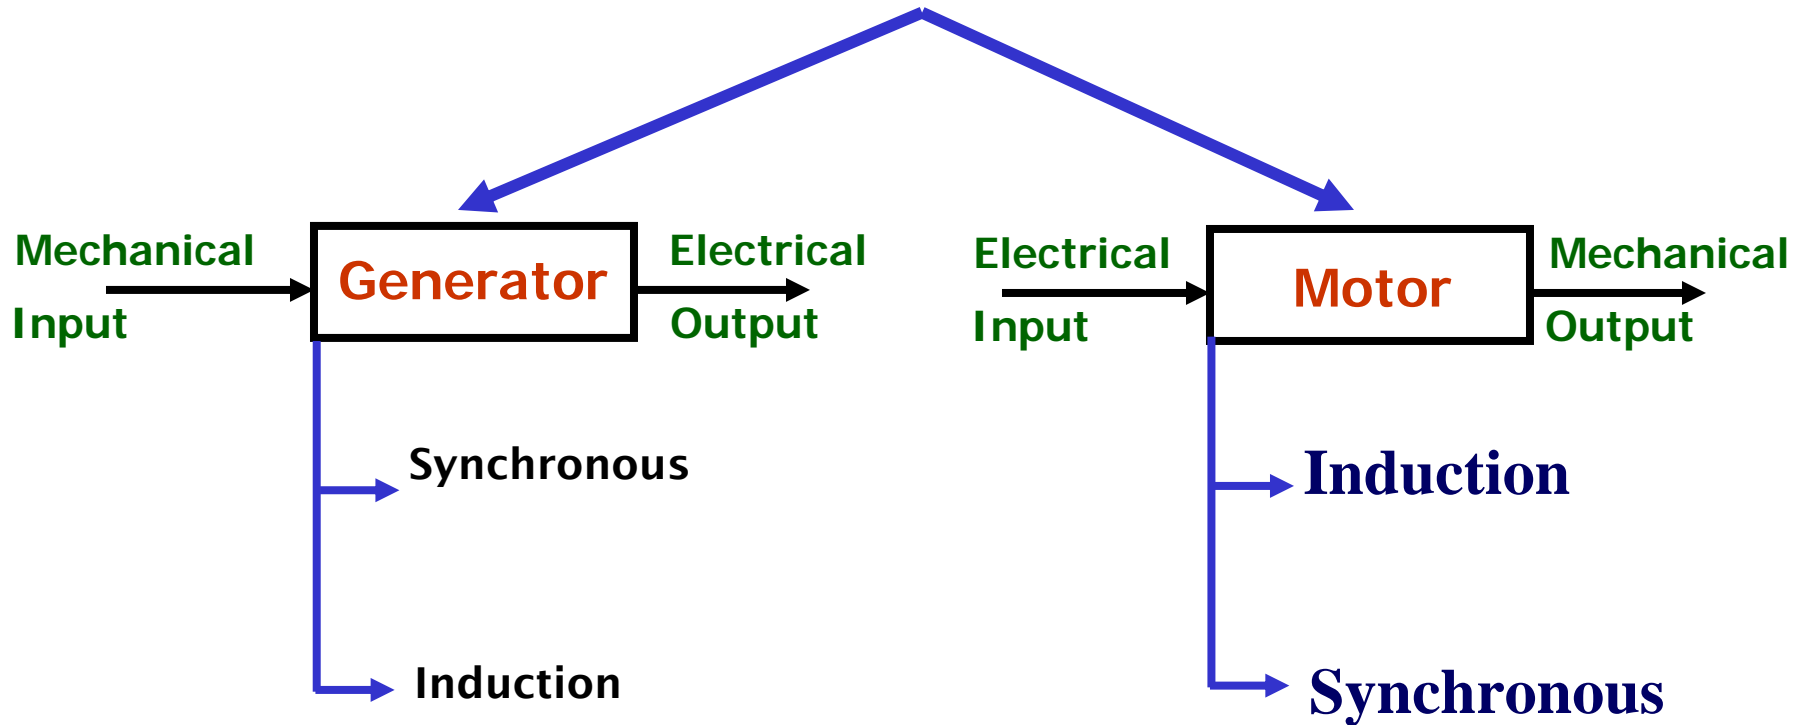 Mechanical
Input
Generator
Electrical
Output
Electrical
Input
Motor
Mechanical
Output
Synchronous
Induction
Induction
Synchronous